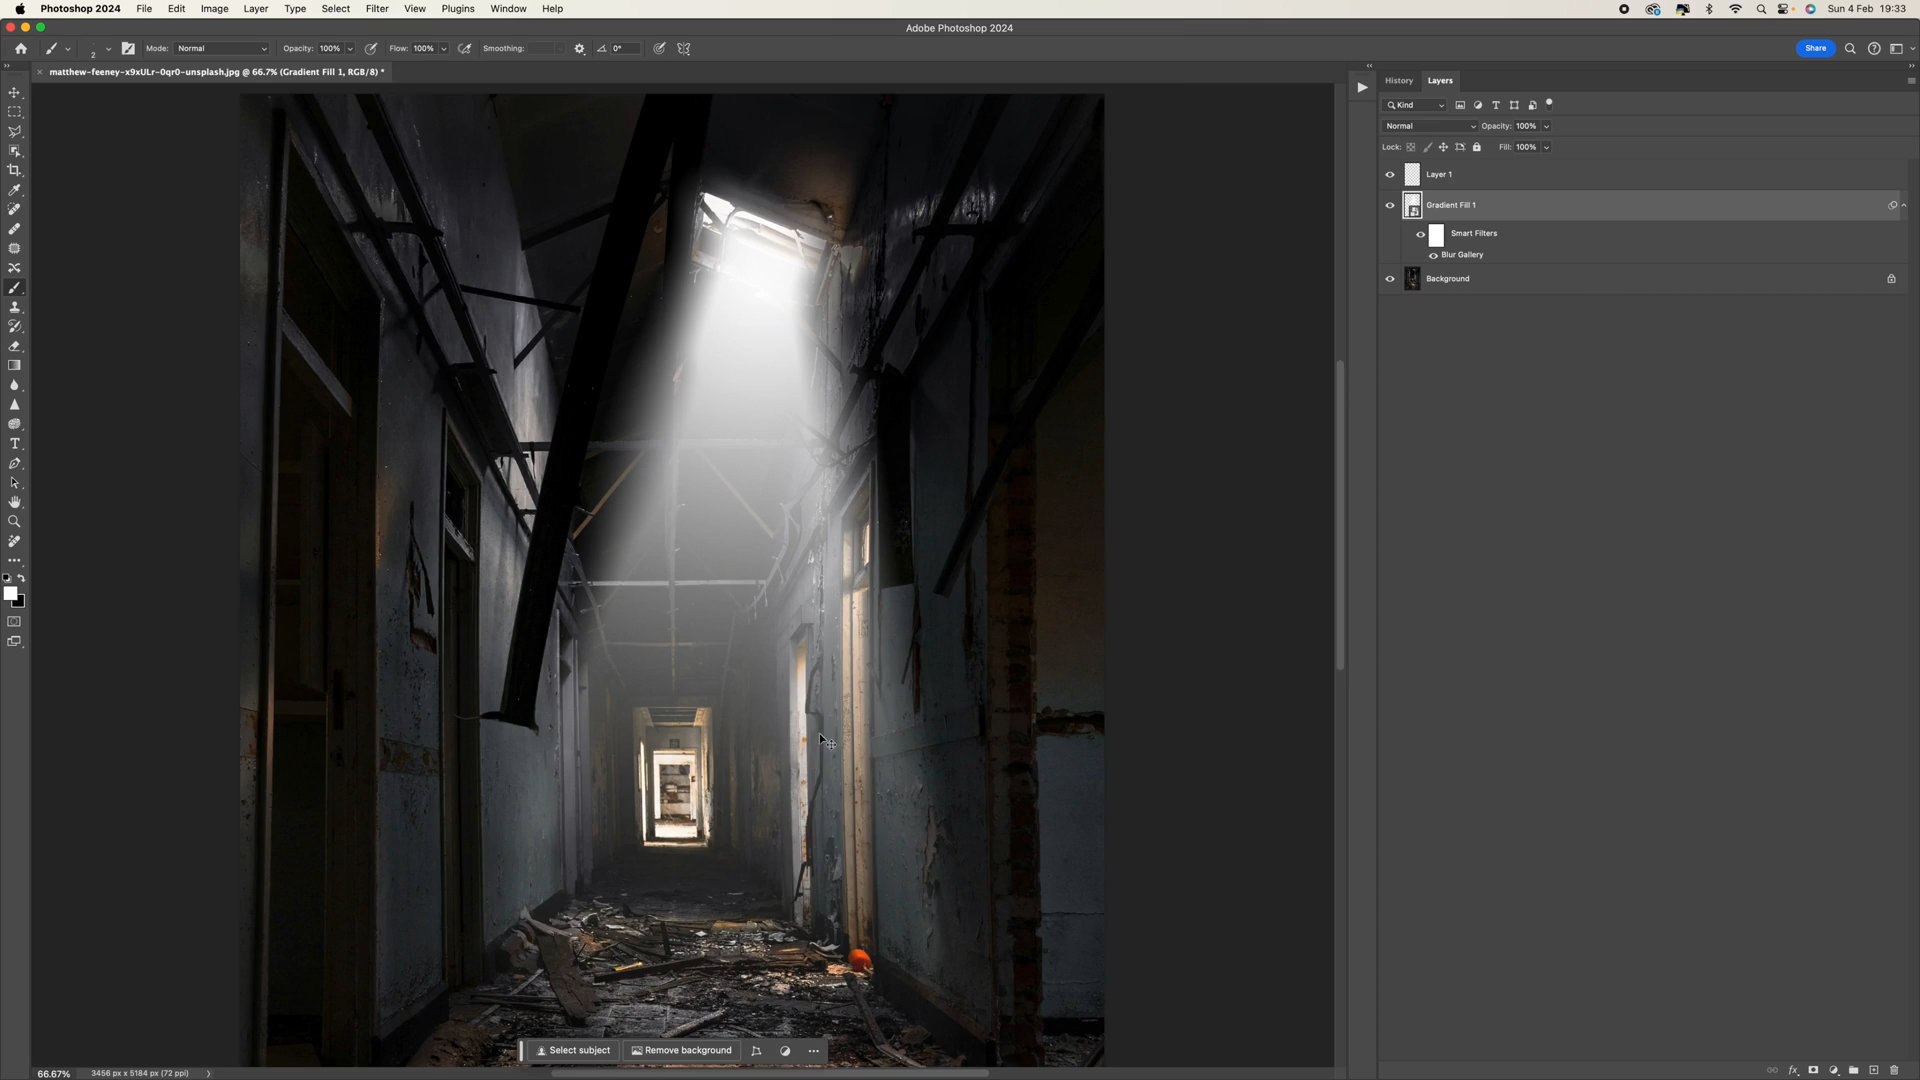 Photoshop 2024 File Edit Image Layer Type Select Filter View Plugins Window Help Sun 4 Feb 19:33
Adobe Photoshop 2024
2 Mode: Normal Opacity: 100% Flow: 100% Smoothing: 0° Share
matthew-feeney-x9xULr-0qr0-unsplash.jpg @ 66.7% (Gradient Fill 1, RGB/8) *
History Layers
Kind
Normal Opacity: 100%
Lock: Fill: 100%
Layer 1
Gradient Fill 1
Smart Filters
Blur Gallery
Background
Select subject Remove background
66.67% 3456 px x 5184 px (72 ppi)